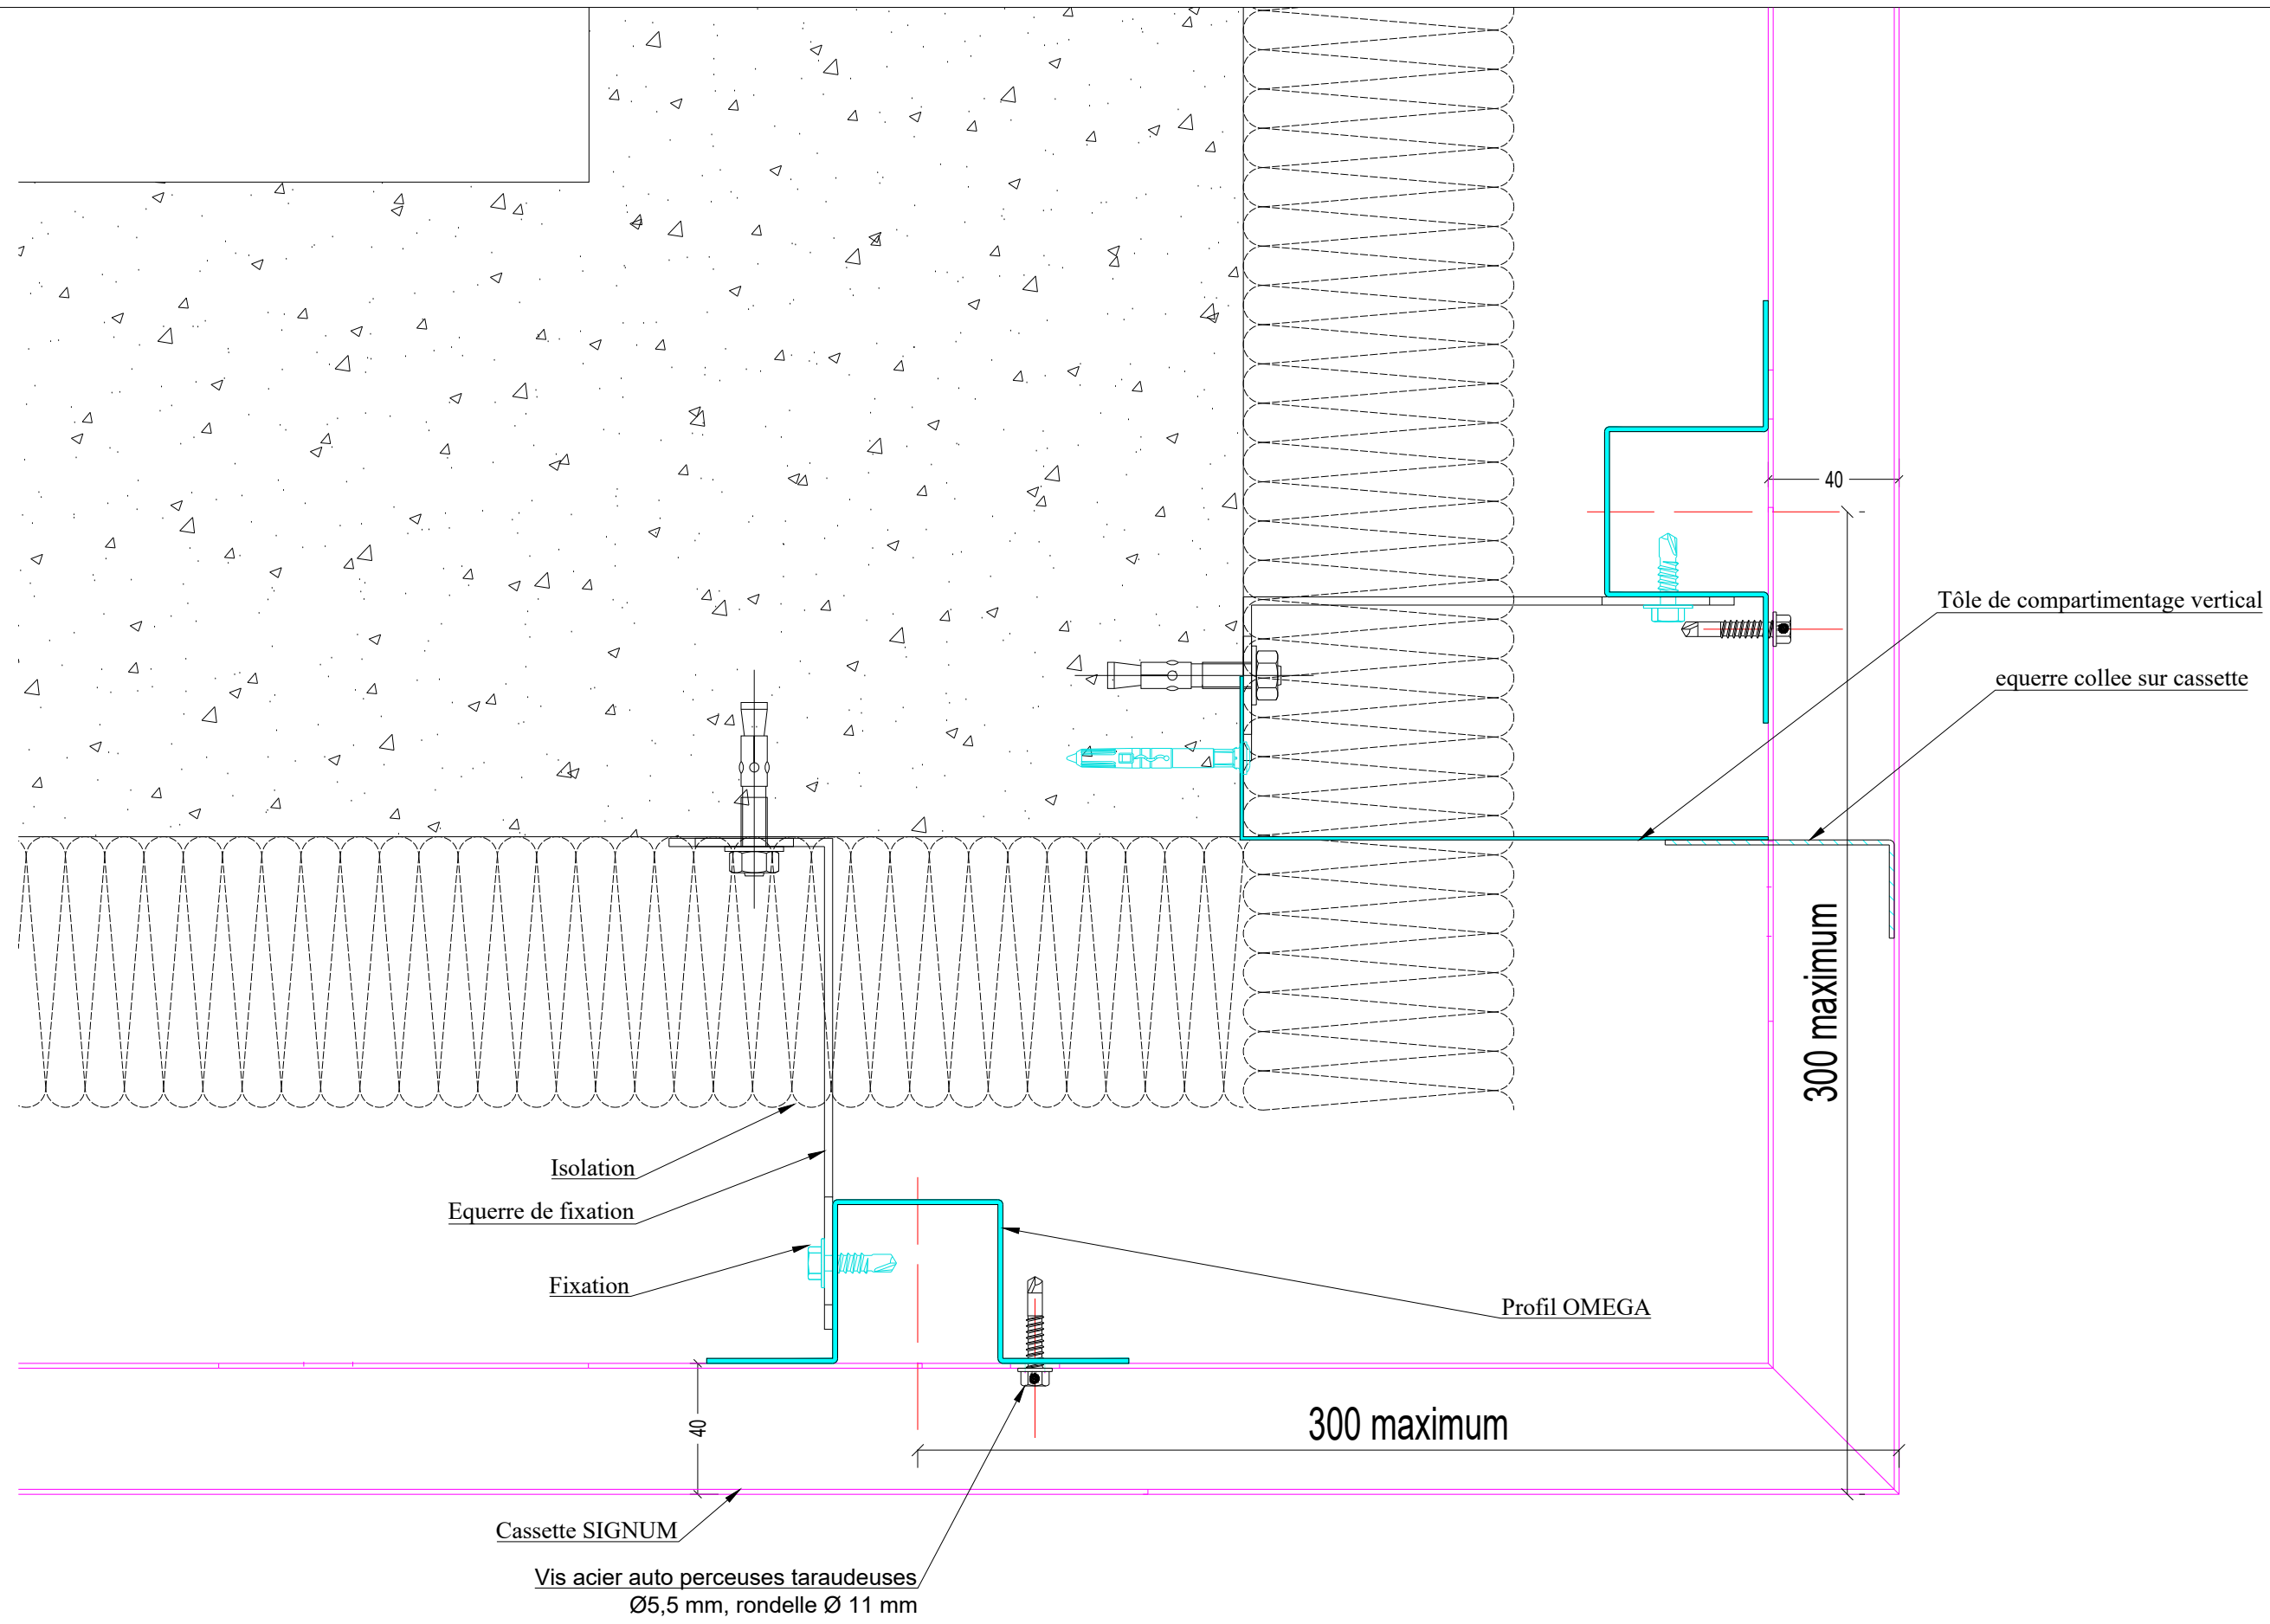 40
Tôle de compartimentage vertical
equerre collee sur cassette
300 maximum
Isolation
Equerre de fixation
Fixation
Profil OMEGA
40
300 maximum
Cassette SIGNUM
Vis acier auto perceuses taraudeuses
Ø5,5 mm, rondelle Ø 11 mm